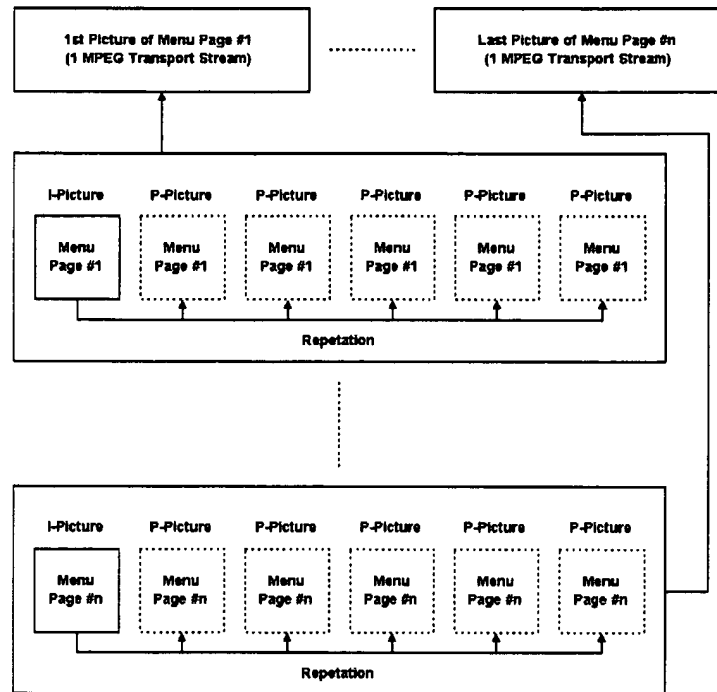 1st Picture of Menu Page #1
(1 MPEG Transport Stream)
Last Picture of Menu Page #n
(1 MPEG Transport Stream)
I-Picture P-Picture P-Picture P-Picture P-Picture P-Picture
Menu Menu Menu Menu Menu Menu
Page #1 Page #1 Page #1 Page #1 Page #1 Page #1
Repetation
I-Picture P-Picture P-Picture P-Picture P-Picture P-Picture
Menu Menu Menu Menu Menu Menu
Page #n Page #n Page #n Page #n Page #n Page #n
Repetation